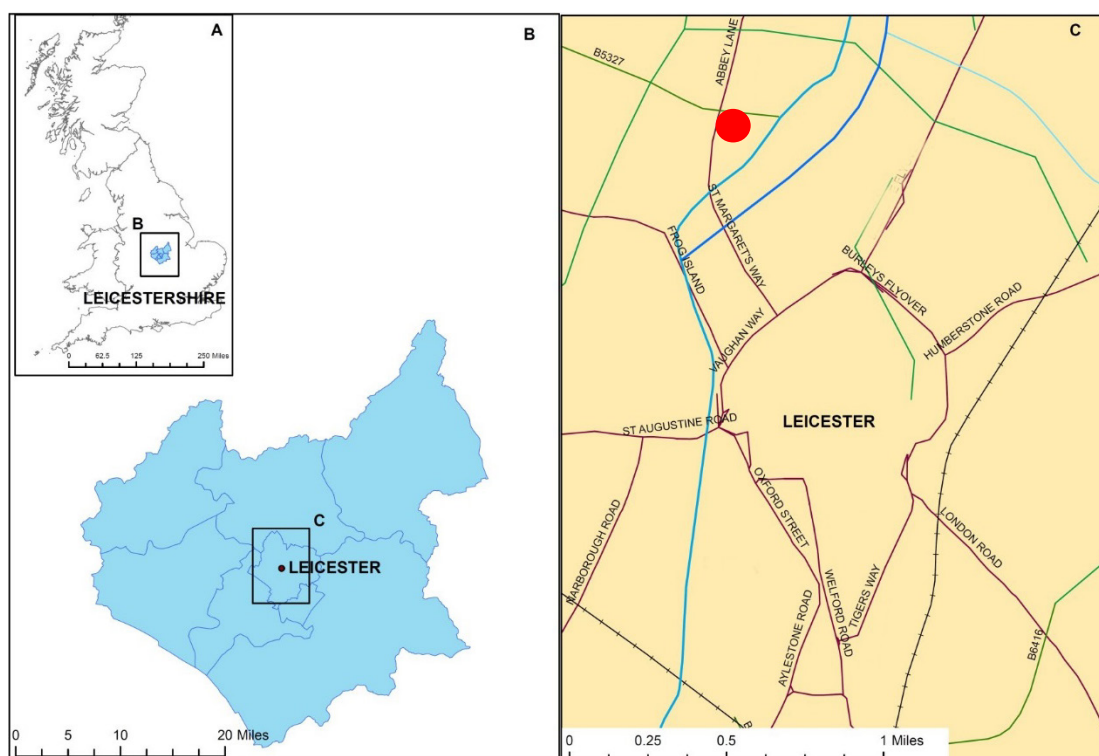 A
B
LEICESTERSHIRE
0 62.5 125 250 Miles
B
C
LEICESTER
0 5 10 20 Miles
C
ABBEY LANE
B5327
ST MARGARET'S WAY
FROG ISLAND
BURLEYS FLYOVER
HUMBERSTONE ROAD
VAUGHAN WAY
ST AUGUSTINE ROAD
LEICESTER
OXFORD STREET
NARBOROUGH ROAD
LONDON ROAD
WELFORD ROAD
TIGERS WAY
AYLESTONE ROAD
B6416
0 0.25 0.5 1 Miles